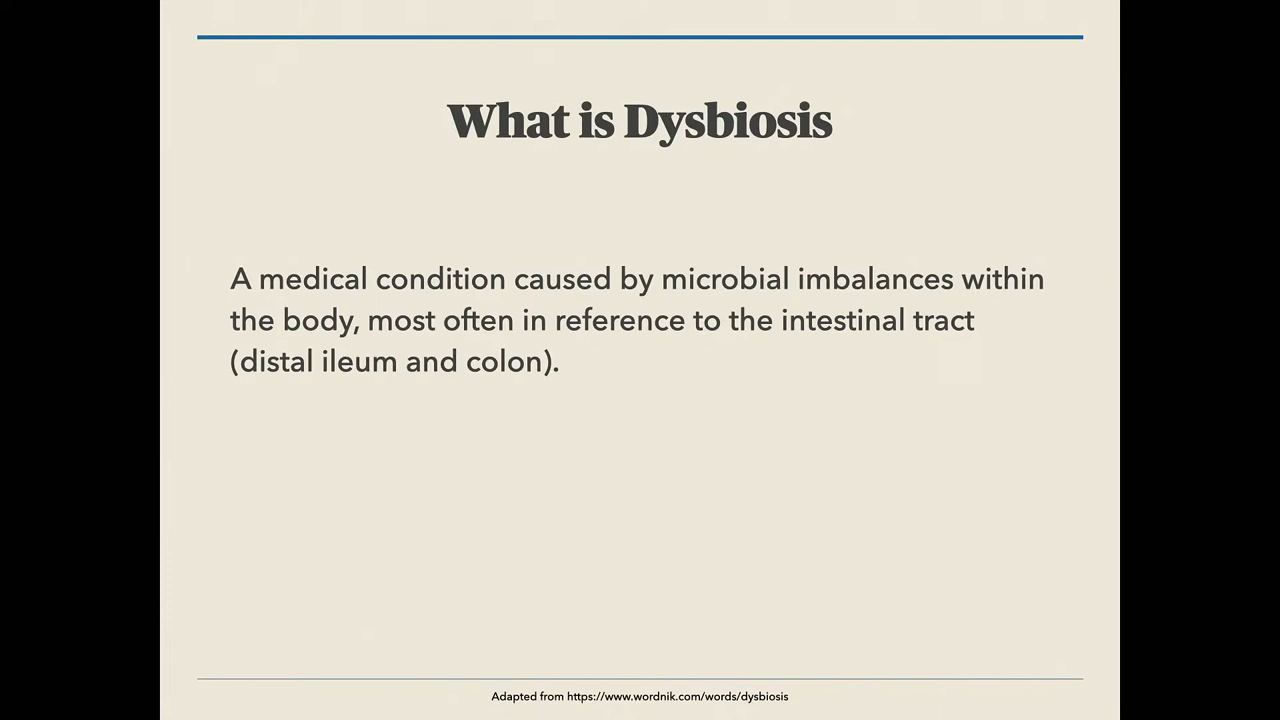 What is Dysbiosis
A medical condition caused by microbial imbalances within
the body, most often in reference to the intestinal tract
(distal ileum and colon).
Adapted from https://www.wordnik.com/words/dysbiosis